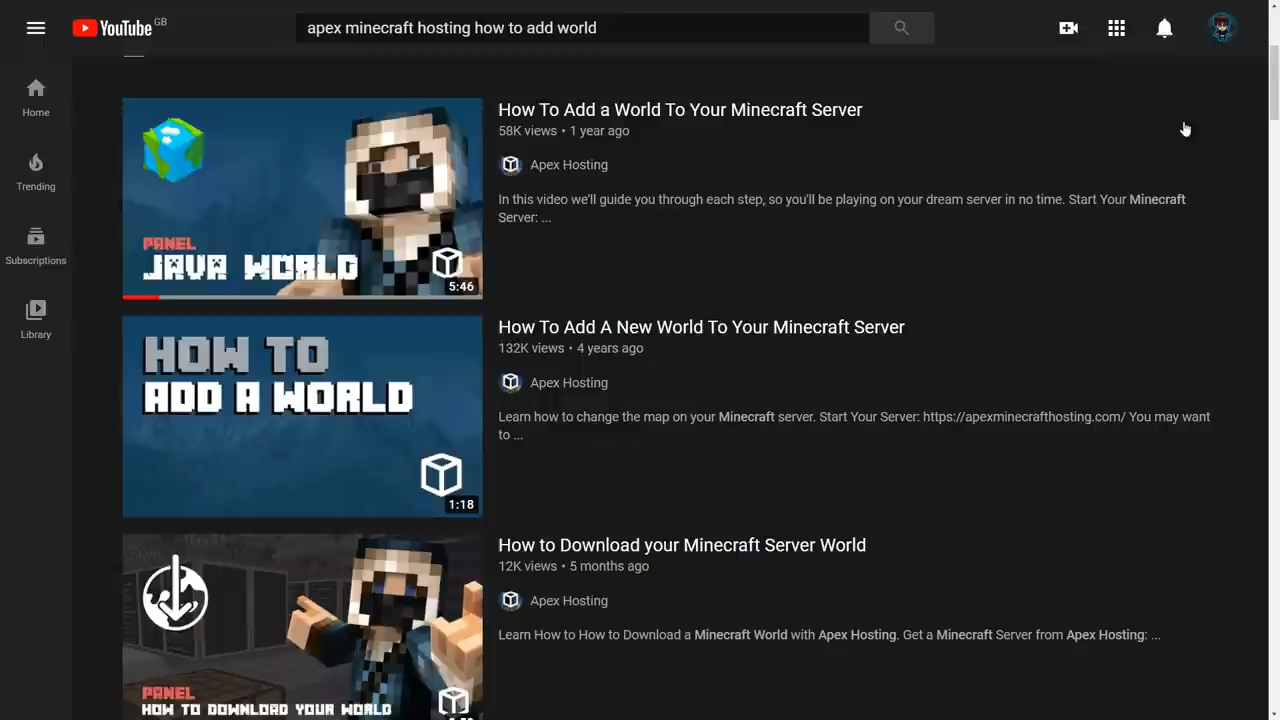 YouTube GB
apex minecraft hosting how to add world
Home
Trending
Subscriptions
Library
PANEL
JAVA WORLD
5:46
How To Add a World To Your Minecraft Server
58K views • 1 year ago
Apex Hosting
In this video we'll guide you through each step, so you'll be playing on your dream server in no time. Start Your Minecraft
Server: ...
HOW TO
ADD A WORLD
1:18
How To Add A New World To Your Minecraft Server
132K views • 4 years ago
Apex Hosting
Learn how to change the map on your Minecraft server. Start Your Server: https://apexminecrafthosting.com/ You may want
to ...
PANEL
HOW TO DOWNLOAD YOUR WORLD
How to Download your Minecraft Server World
12K views • 5 months ago
Apex Hosting
Learn How to How to Download a Minecraft World with Apex Hosting. Get a Minecraft Server from Apex Hosting: ...